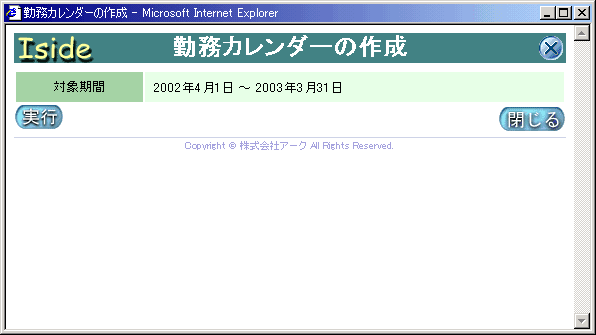 勤務カレンダーの作成 - Microsoft Internet Explorer
Iside 勤務カレンダーの作成
対象期間 2002年4月1日 ～ 2003年3月31日
実行 閉じる
Copyright © 株式会社アーク All Rights Reserved.